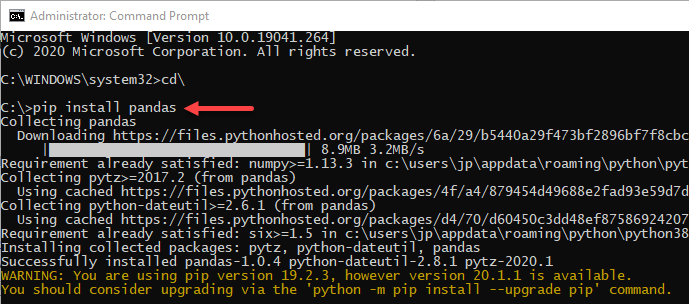 Administrator: Command Prompt
Microsoft Windows [Version 10.0.19041.264]
(c) 2020 Microsoft Corporation. All rights reserved.
C:\WINDOWS\system32>cd\
C:\>pip install pandas
Collecting pandas
Downloading https://files.pythonhosted.org/packages/6a/29/b5440a29f473bf2896bf7f8cbc
| | 8.9MB 3.2MB/s
Requirement already satisfied: numpy>=1.13.3 in c:\users\jp\appdata\roaming\python\pyt
Collecting pytz>=2017.2 (from pandas)
Using cached https://files.pythonhosted.org/packages/4f/a4/879454d49688e2fad93e59d7d
Collecting python-dateutil>=2.6.1 (from pandas)
Using cached https://files.pythonhosted.org/packages/d4/70/d60450c3dd48ef87586924207
Requirement already satisfied: six>=1.5 in c:\users\jp\appdata\roaming\python\python38
Installing collected packages: pytz, python-dateutil, pandas
Successfully installed pandas-1.0.4 python-dateutil-2.8.1 pytz-2020.1
WARNING: You are using pip version 19.2.3, however version 20.1.1 is available.
You should consider upgrading via the 'python -m pip install --upgrade pip' command.